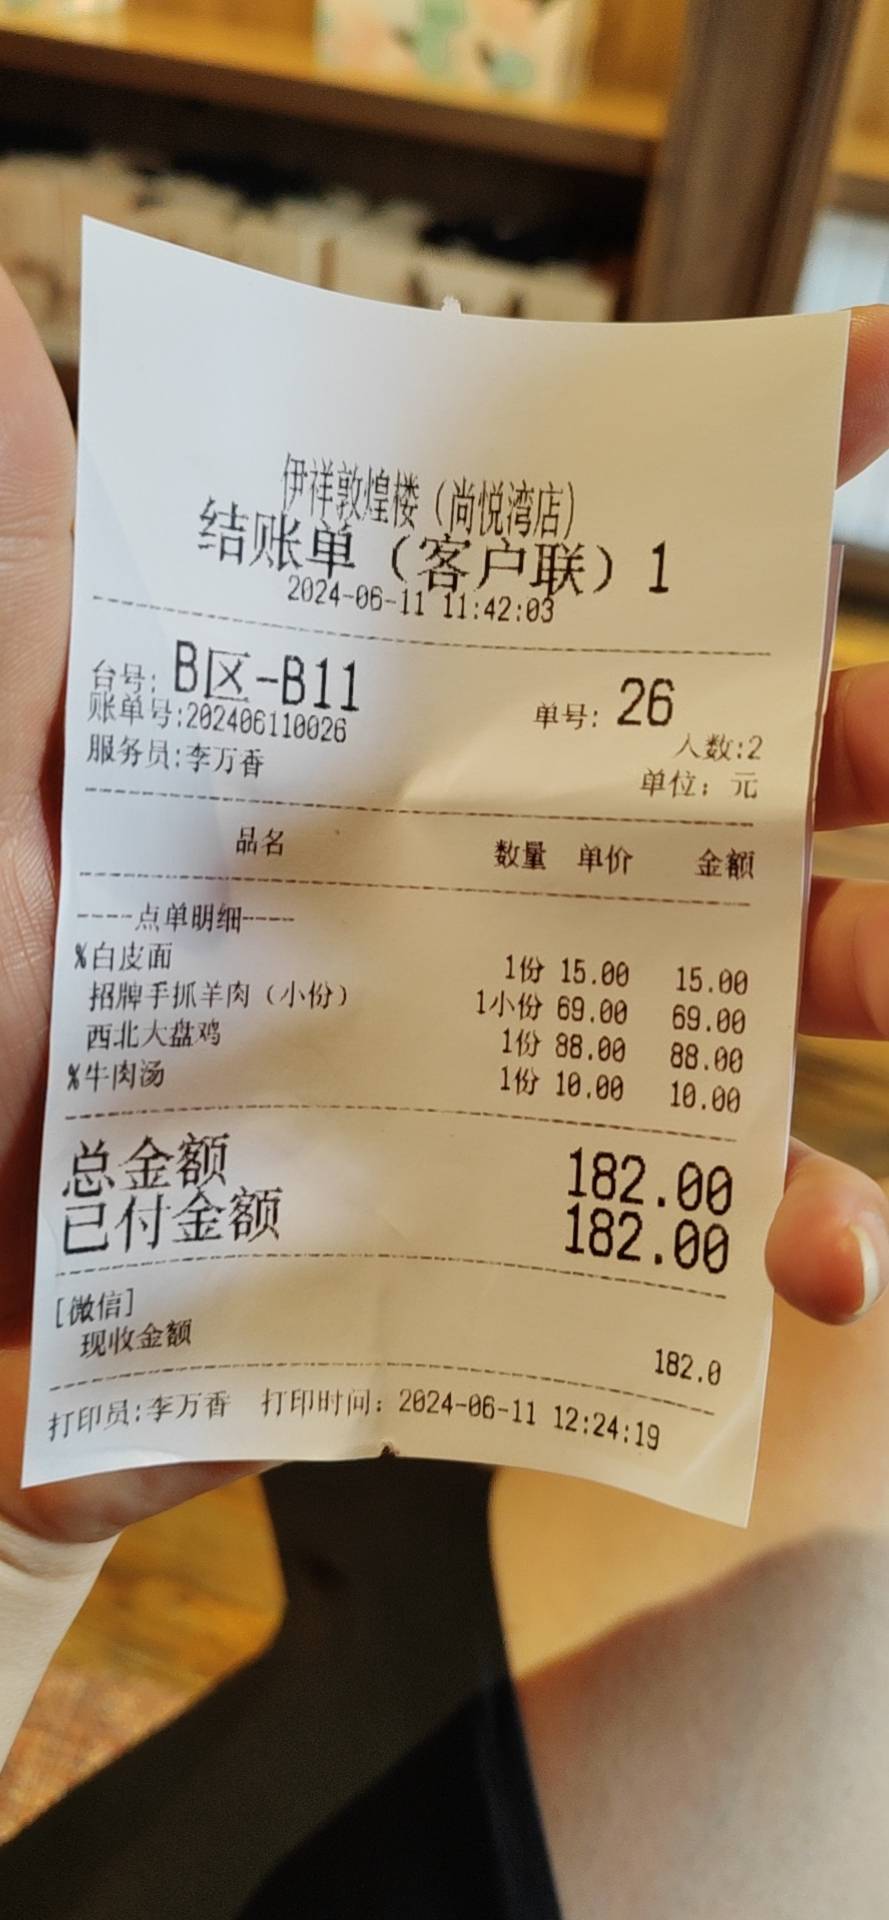 伊祥敦煌楼（尚悦湾店）
结账单（客户联）1
2024-06-11 11:42:03
台号: B区-B11 单号: 26
账单号:202406110026 人数:2
服务员:李万香 单位: 元
品名 数量 单价 金额
----点单明细----
%白皮面 1份 15.00 15.00
招牌手抓羊肉（小份） 1小份 69.00 69.00
西北大盘鸡 1份 88.00 88.00
%牛肉汤 1份 10.00 10.00
总金额 182.00
已付金额 182.00
[微信]
现收金额 182.0
打印员:李万香 打印时间: 2024-06-11 12:24:19